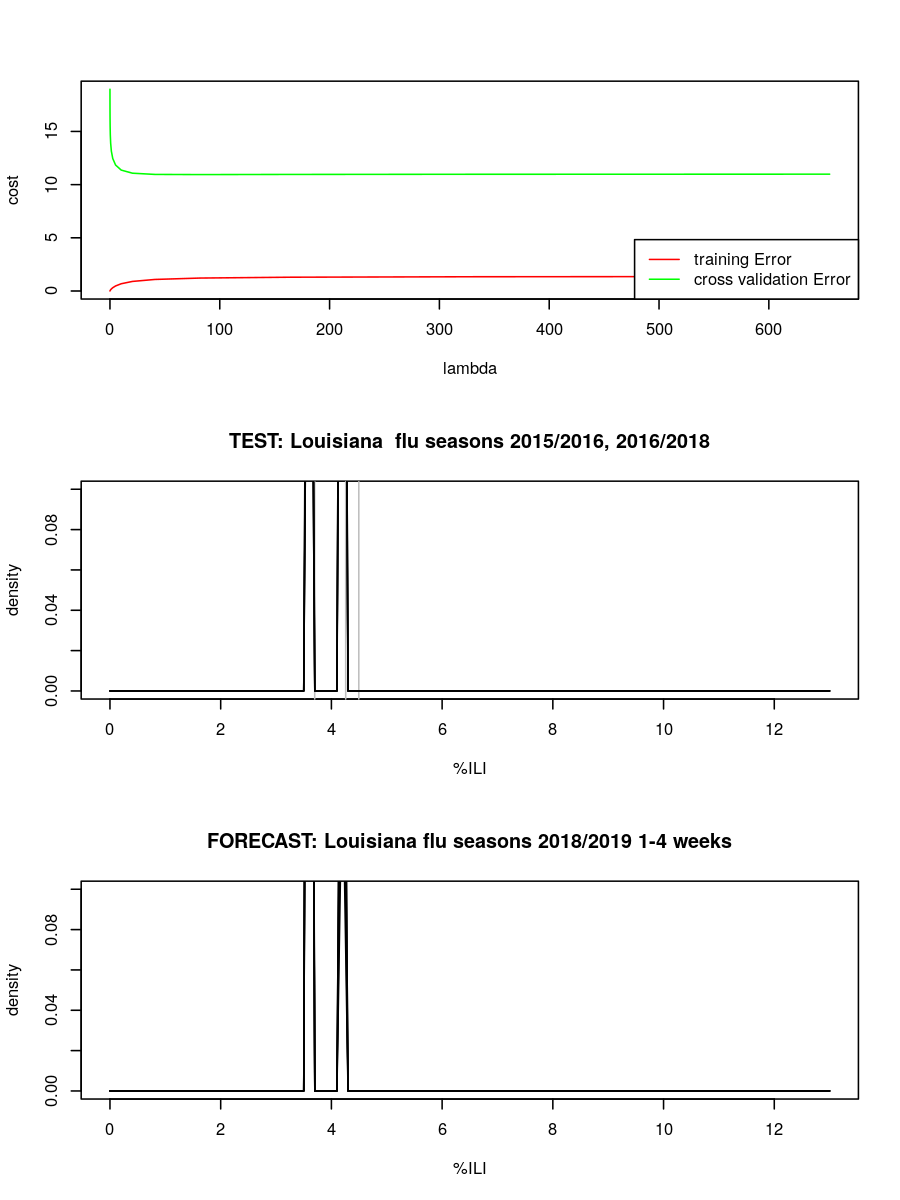 cost
15
10
5
0
training Error
cross validation Error
0 100 200 300 400 500 600
lambda
TEST: Louisiana  flu seasons 2015/2016, 2016/2018
density
0.08
0.04
0.00
0 2 4 6 8 10 12
%ILI
FORECAST: Louisiana flu seasons 2018/2019 1-4 weeks
density
0.08
0.04
0.00
0 2 4 6 8 10 12
%ILI